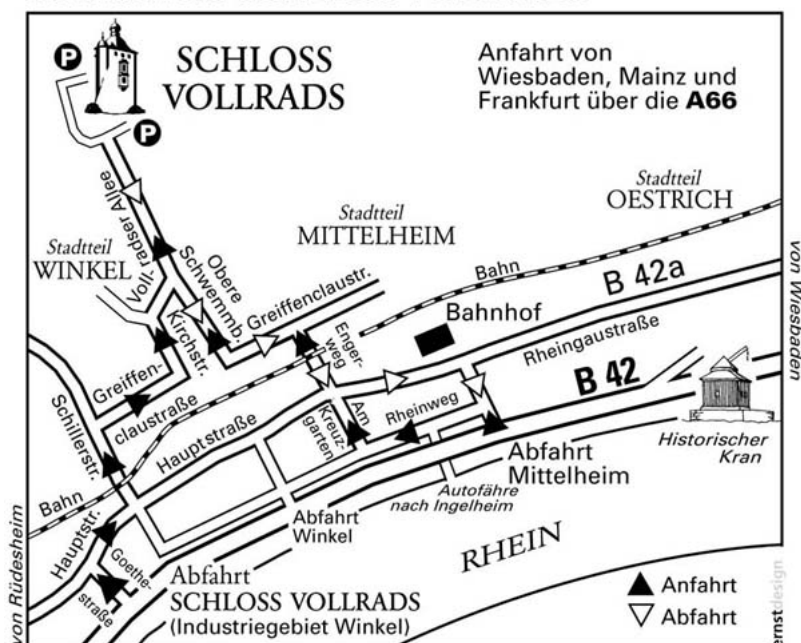 P
SCHLOSS
VOLLRADS
Anfahrt von
Wiesbaden, Mainz und
Frankfurt über die A66
P
Stadtteil
OESTRICH
Stadtteil
MITTELHEIM
Stadtteil
WINKEL
Voll-
radser Allee
Obere
Schwemmb.
Greiffenclaustr.
Bahn
B 42a
von Wiesbaden
Bahnhof
Kirchstr.
Enger-
weg
Rheingaustraße
B 42
Greiffen-
claustraße
Schillerstr.
Hauptstraße
Am
Kreuz-
garten
Rheinweg
Historischer
Kran
Abfahrt
Mittelheim
Autofähre
nach Ingelheim
Bahn
Hauptstr.
Goethe-
straße
Abfahrt
Winkel
RHEIN
von Rüdesheim
Abfahrt
SCHLOSS VOLLRADS
(Industriegebiet Winkel)
Anfahrt
Abfahrt
ernstdesign